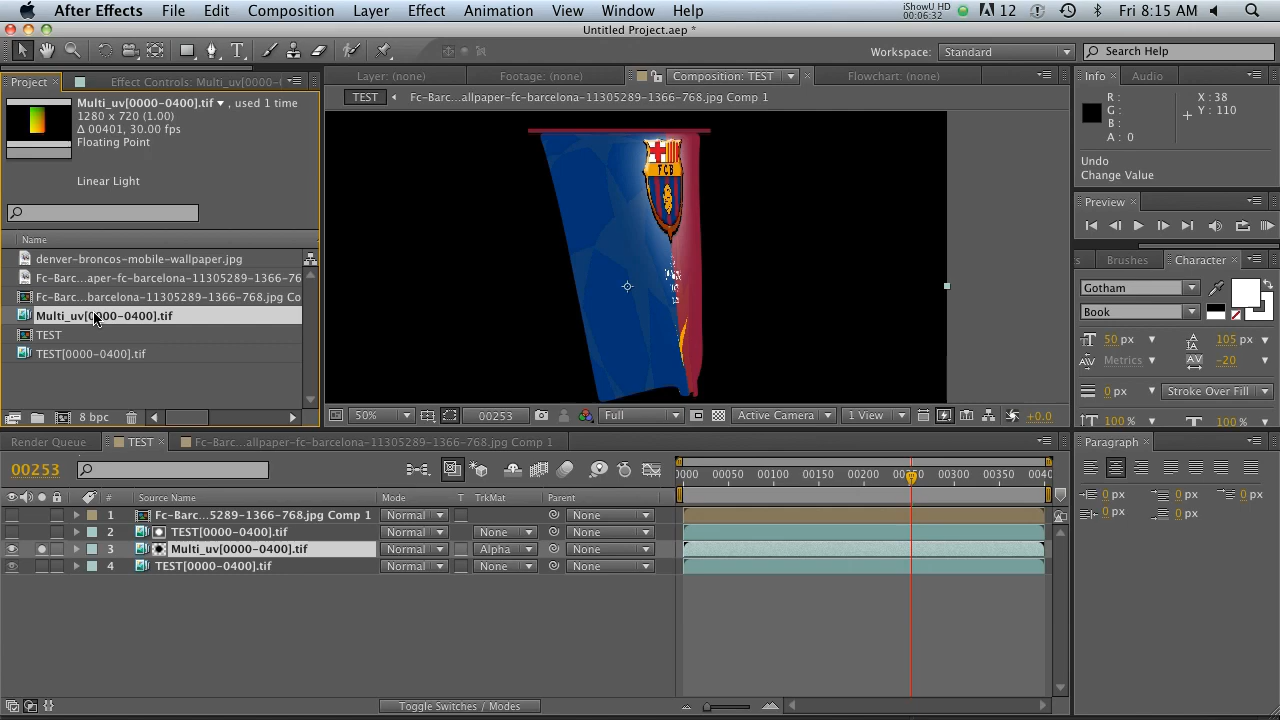 After Effects File Edit Composition Layer Effect Animation View Window Help iShowU HD 00:06:32 12 Fri 8:15 AM
Untitled Project.aep *
Workspace: Standard Search Help
Project Effect Controls: Multi_uv[0000-(
Layer: (none) Footage: (none) Composition: TEST Flowchart: (none)
Info Audio
TEST Fc-Barc...allpaper-fc-barcelona-11305289-1366-768.jpg Comp 1
Multi_uv[0000-0400].tif , used 1 time
1280 x 720 (1.00)
Δ 00401, 30.00 fps
Floating Point
Linear Light
R : X : 38
G : Y : 110
B :
A : 0
Undo
Change Value
Preview
FCB
Name
denver-broncos-mobile-wallpaper.jpg
Fc-Barc...aper-fc-barcelona-11305289-1366-76
Fc-Barc...barcelona-11305289-1366-768.jpg Co
Multi_uv[0000-0400].tif
TEST
TEST[0000-0400].tif
s Brushes Character
Gotham
Book
50 px 105 px
Metrics -20
0 px Stroke Over Fill
100 % 100 %
8 bpc
50% 00253 Full Active Camera 1 View +0.0
Render Queue TEST Fc-Barc...allpaper-fc-barcelona-11305289-1366-768.jpg Comp 1
Paragraph
00253
0000 00050 00100 00150 00200 00250 00300 00350 0040
# Source Name Mode T TrkMat Parent
1 Fc-Barc...5289-1366-768.jpg Comp 1 Normal None
2 TEST[0000-0400].tif Normal None None
3 Multi_uv[0000-0400].tif Normal Alpha None
4 TEST[0000-0400].tif Normal None None
0 px 0 px 0 px
0 px 0 px
Toggle Switches / Modes